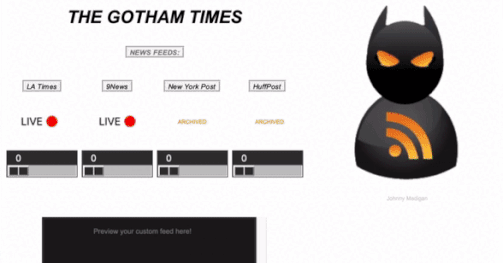 THE GOTHAM TIMES
NEWS FEEDS:
LA Times
9News
New York Post
HuffPost
LIVE
LIVE
ARCHIVED
ARCHIVED
0
0
0
0
Johnny Madigan
Preview your custom feed here!